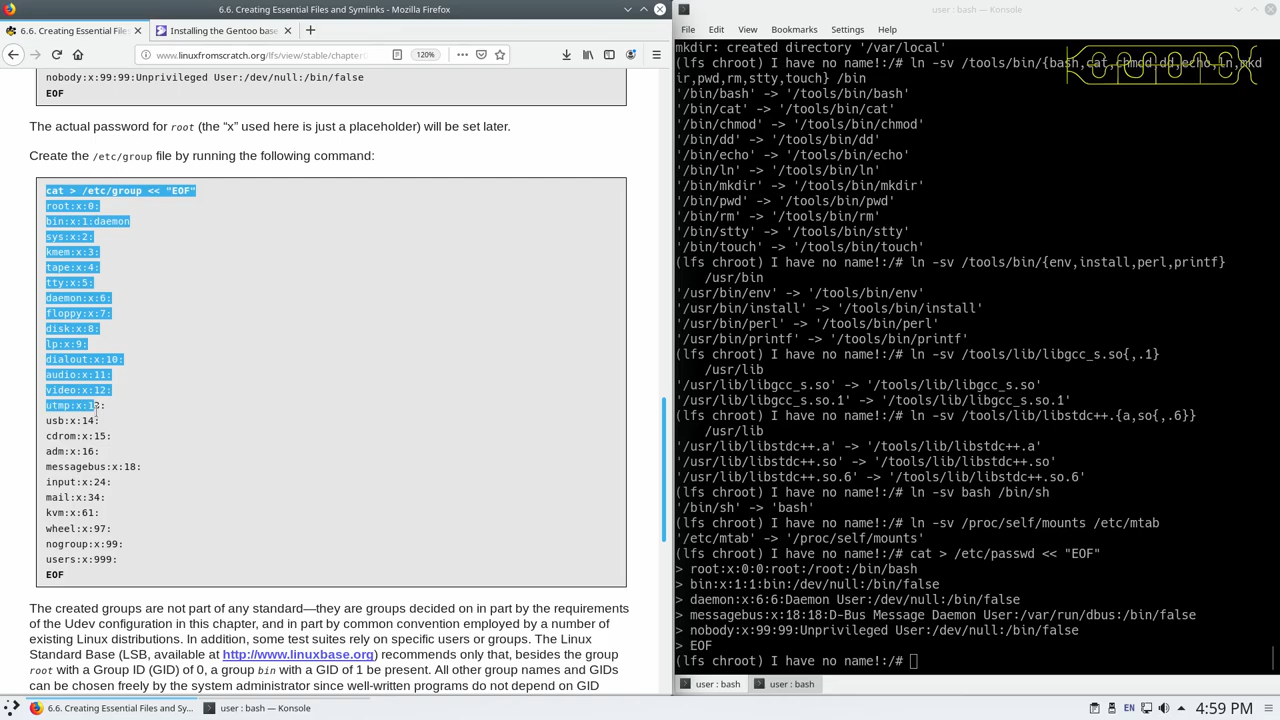 6.6. Creating Essential Files and Symlinks - Mozilla Firefox
6.6. Creating Essential File
Installing the Gentoo base
www.linuxfromscratch.org/lfs/view/stable/chapter
120%
nobody:x:99:99:Unprivileged User:/dev/null:/bin/false
EOF
The actual password for root (the “x” used here is just a placeholder) will be set later.
Create the /etc/group file by running the following command:
cat > /etc/group << "EOF"
root:x:0:
bin:x:1:daemon
sys:x:2:
kmem:x:3:
tape:x:4:
tty:x:5:
daemon:x:6:
floppy:x:7:
disk:x:8:
lp:x:9:
dialout:x:10:
audio:x:11:
video:x:12:
utmp:x:13:
usb:x:14:
cdrom:x:15:
adm:x:16:
messagebus:x:18:
input:x:24:
mail:x:34:
kvm:x:61:
wheel:x:97:
nogroup:x:99:
users:x:999:
EOF
The created groups are not part of any standard—they are groups decided on in part by the requirements
of the Udev configuration in this chapter, and in part by common convention employed by a number of
existing Linux distributions. In addition, some test suites rely on specific users or groups. The Linux
Standard Base (LSB, available at http://www.linuxbase.org) recommends only that, besides the group
root with a Group ID (GID) of 0, a group bin with a GID of 1 be present. All other group names and GIDs
can be chosen freely by the system administrator since well-written programs do not depend on GID
user : bash — Konsole
File Edit View Bookmarks Settings Help
mkdir: created directory '/var/local'
(lfs chroot) I have no name!:/# ln -sv /tools/bin/{bash,cat,chmod,dd,echo,ln,mkd
ir,pwd,rm,stty,touch} /bin
'/bin/bash' -> '/tools/bin/bash'
'/bin/cat' -> '/tools/bin/cat'
'/bin/chmod' -> '/tools/bin/chmod'
'/bin/dd' -> '/tools/bin/dd'
'/bin/echo' -> '/tools/bin/echo'
'/bin/ln' -> '/tools/bin/ln'
'/bin/mkdir' -> '/tools/bin/mkdir'
'/bin/pwd' -> '/tools/bin/pwd'
'/bin/rm' -> '/tools/bin/rm'
'/bin/stty' -> '/tools/bin/stty'
'/bin/touch' -> '/tools/bin/touch'
(lfs chroot) I have no name!:/# ln -sv /tools/bin/{env,install,perl,printf}
/usr/bin
'/usr/bin/env' -> '/tools/bin/env'
'/usr/bin/install' -> '/tools/bin/install'
'/usr/bin/perl' -> '/tools/bin/perl'
'/usr/bin/printf' -> '/tools/bin/printf'
(lfs chroot) I have no name!:/# ln -sv /tools/lib/libgcc_s.so{,.1}
/usr/lib
'/usr/lib/libgcc_s.so' -> '/tools/lib/libgcc_s.so'
'/usr/lib/libgcc_s.so.1' -> '/tools/lib/libgcc_s.so.1'
(lfs chroot) I have no name!:/# ln -sv /tools/lib/libstdc++.{a,so{,.6}}
/usr/lib
'/usr/lib/libstdc++.a' -> '/tools/lib/libstdc++.a'
'/usr/lib/libstdc++.so' -> '/tools/lib/libstdc++.so'
'/usr/lib/libstdc++.so.6' -> '/tools/lib/libstdc++.so.6'
(lfs chroot) I have no name!:/# ln -sv bash /bin/sh
'/bin/sh' -> 'bash'
(lfs chroot) I have no name!:/# ln -sv /proc/self/mounts /etc/mtab
'/etc/mtab' -> '/proc/self/mounts'
(lfs chroot) I have no name!:/# cat > /etc/passwd << "EOF"
> root:x:0:0:root:/root:/bin/bash
> bin:x:1:1:bin:/dev/null:/bin/false
> daemon:x:6:6:Daemon User:/dev/null:/bin/false
> messagebus:x:18:18:D-Bus Message Daemon User:/var/run/dbus:/bin/false
> nobody:x:99:99:Unprivileged User:/dev/null:/bin/false
> EOF
(lfs chroot) I have no name!:/#
user : bash
user : bash
6.6. Creating Essential Files and Sy...
user : bash — Konsole
EN
4:59 PM